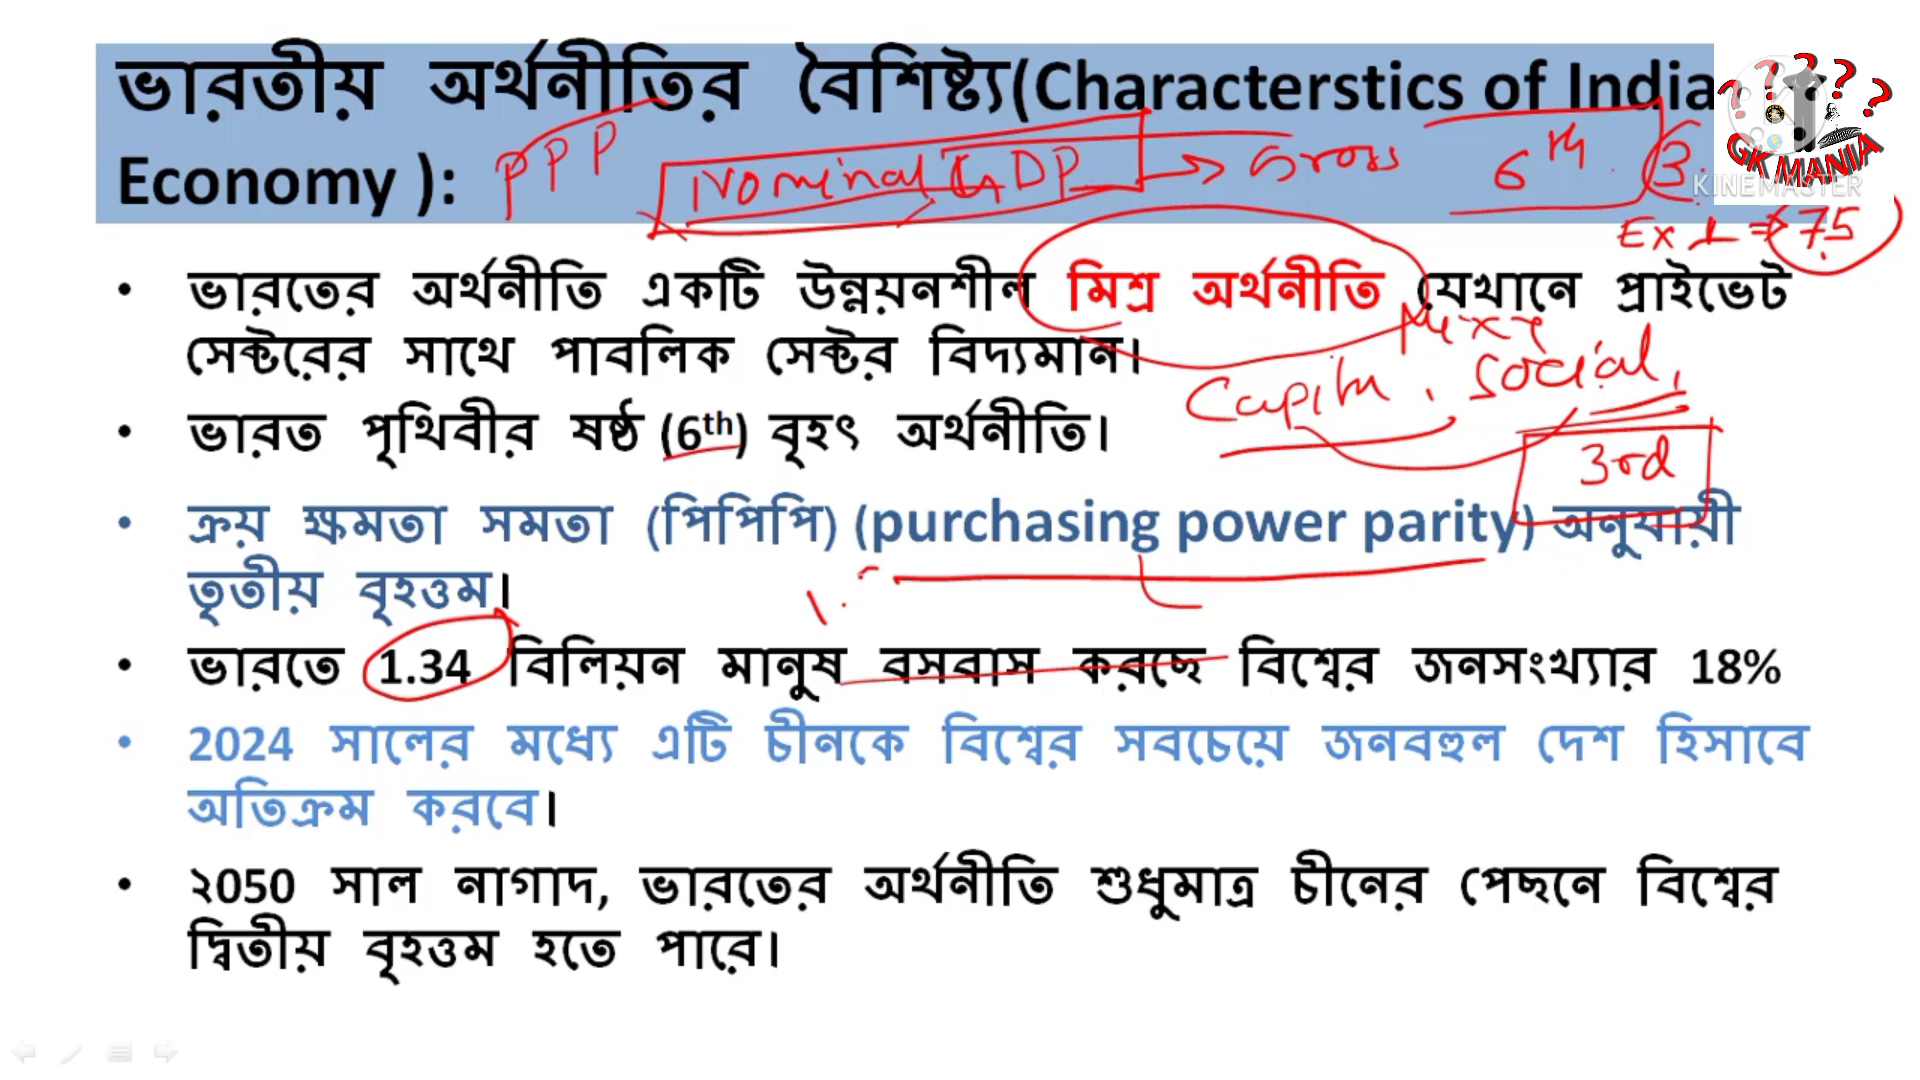 ভারতীয় অর্থনীতির বৈশিষ্ট্য(Characterstics of India
Economy ):
PPP
Nominal GDP
Gross
6th
3.
GK MANIA
KINEMASTER
Ex 1 = 75
• ভারতের অর্থনীতি একটি উন্নয়নশীল মিশ্র অর্থনীতি যেখানে প্রাইভেট
সেক্টরের সাথে পাবলিক সেক্টর বিদ্যমান।
Social,
• ভারত পৃথিবীর ষষ্ঠ (6th) বৃহৎ অর্থনীতি।
3rd
• ক্রয় ক্ষমতা সমতা (পিপিপি) (purchasing power parity) অনুযায়ী
তৃতীয় বৃহত্তম।
• ভারতে 1.34 বিলিয়ন মানুষ বসবাস করছে বিশ্বের জনসংখ্যার 18%
• 2024 সালের মধ্যে এটি চীনকে বিশ্বের সবচেয়ে জনবহুল দেশ হিসাবে
অতিক্রম করবে।
• ২050 সাল নাগাদ, ভারতের অর্থনীতি শুধুমাত্র চীনের পেছনে বিশ্বের
দ্বিতীয় বৃহত্তম হতে পারে।